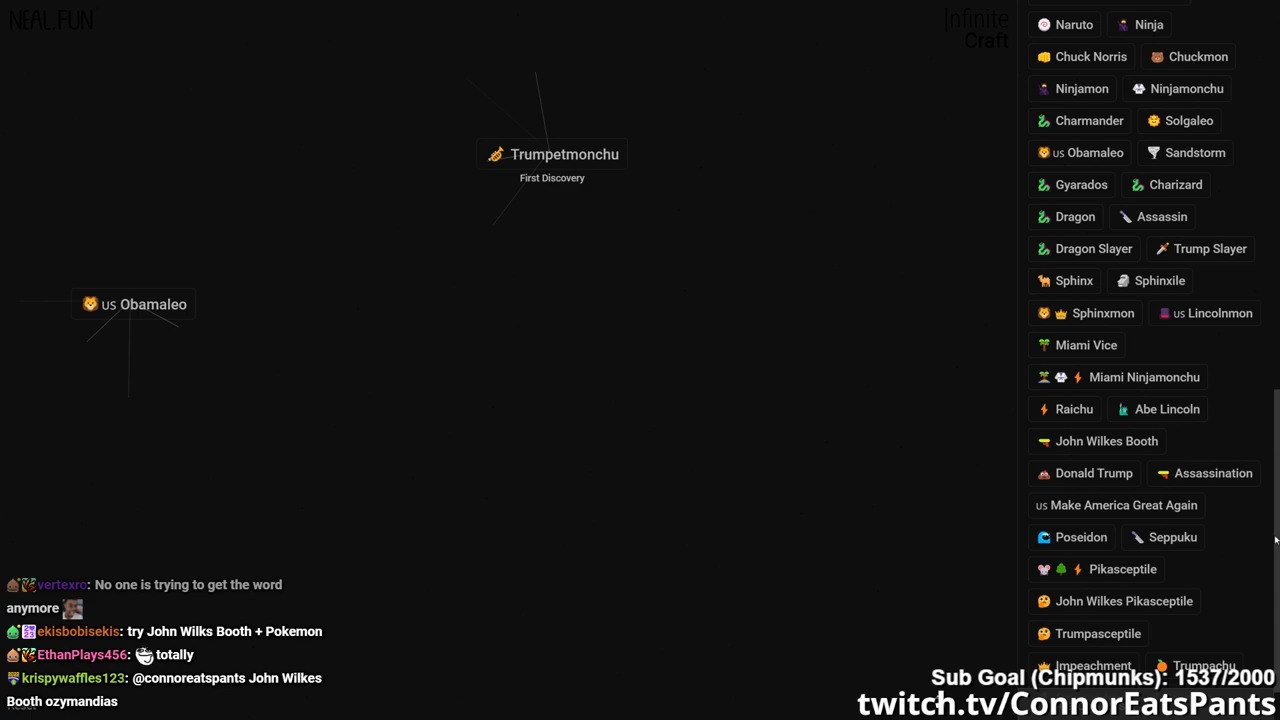 NEAL.FUN
Infinite
Craft
Trumpetmonchu
First Discovery
US Obamaleo
Naruto
Ninja
Chuck Norris
Chuckmon
Ninjamon
Ninjamonchu
Charmander
Solgaleo
US Obamaleo
Sandstorm
Gyarados
Charizard
Dragon
Assassin
Dragon Slayer
Trump Slayer
Sphinx
Sphinxile
Sphinxmon
US Lincolnmon
Miami Vice
Miami Ninjamonchu
Raichu
Abe Lincoln
John Wilkes Booth
Donald Trump
Assassination
US Make America Great Again
Poseidon
Seppuku
Pikasceptile
John Wilkes Pikasceptile
Trumpasceptile
Impeachment
Trumpachu
vertexro: No one is trying to get the word
anymore
ekisbobisekis: try John Wilks Booth + Pokemon
EthanPlays456: totally
krispywaffles123: @connoreatspants John Wilkes
Booth ozymandias
Reset
Sub Goal (Chipmunks): 1537/2000
twitch.tv/ConnorEatsPants